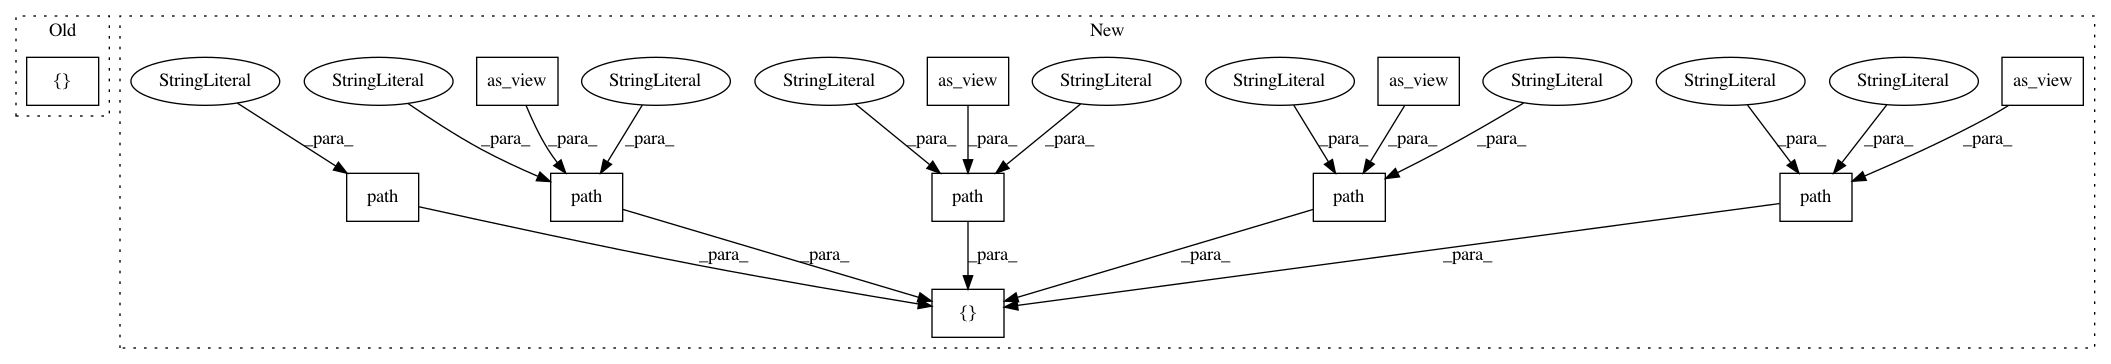 Old
New
{}
StringLiteral
StringLiteral
as_view
StringLiteral
StringLiteral
as_view
StringLiteral
StringLiteral
as_view
StringLiteral
StringLiteral
StringLiteral
as_view
_para_
_para_
_para_
_para_
_para_
_para_
_para_
_para_
_para_
_para_
_para_
_para_
_para_
path
path
path
path
path
_para_
_para_
_para_
_para_
_para_
{}